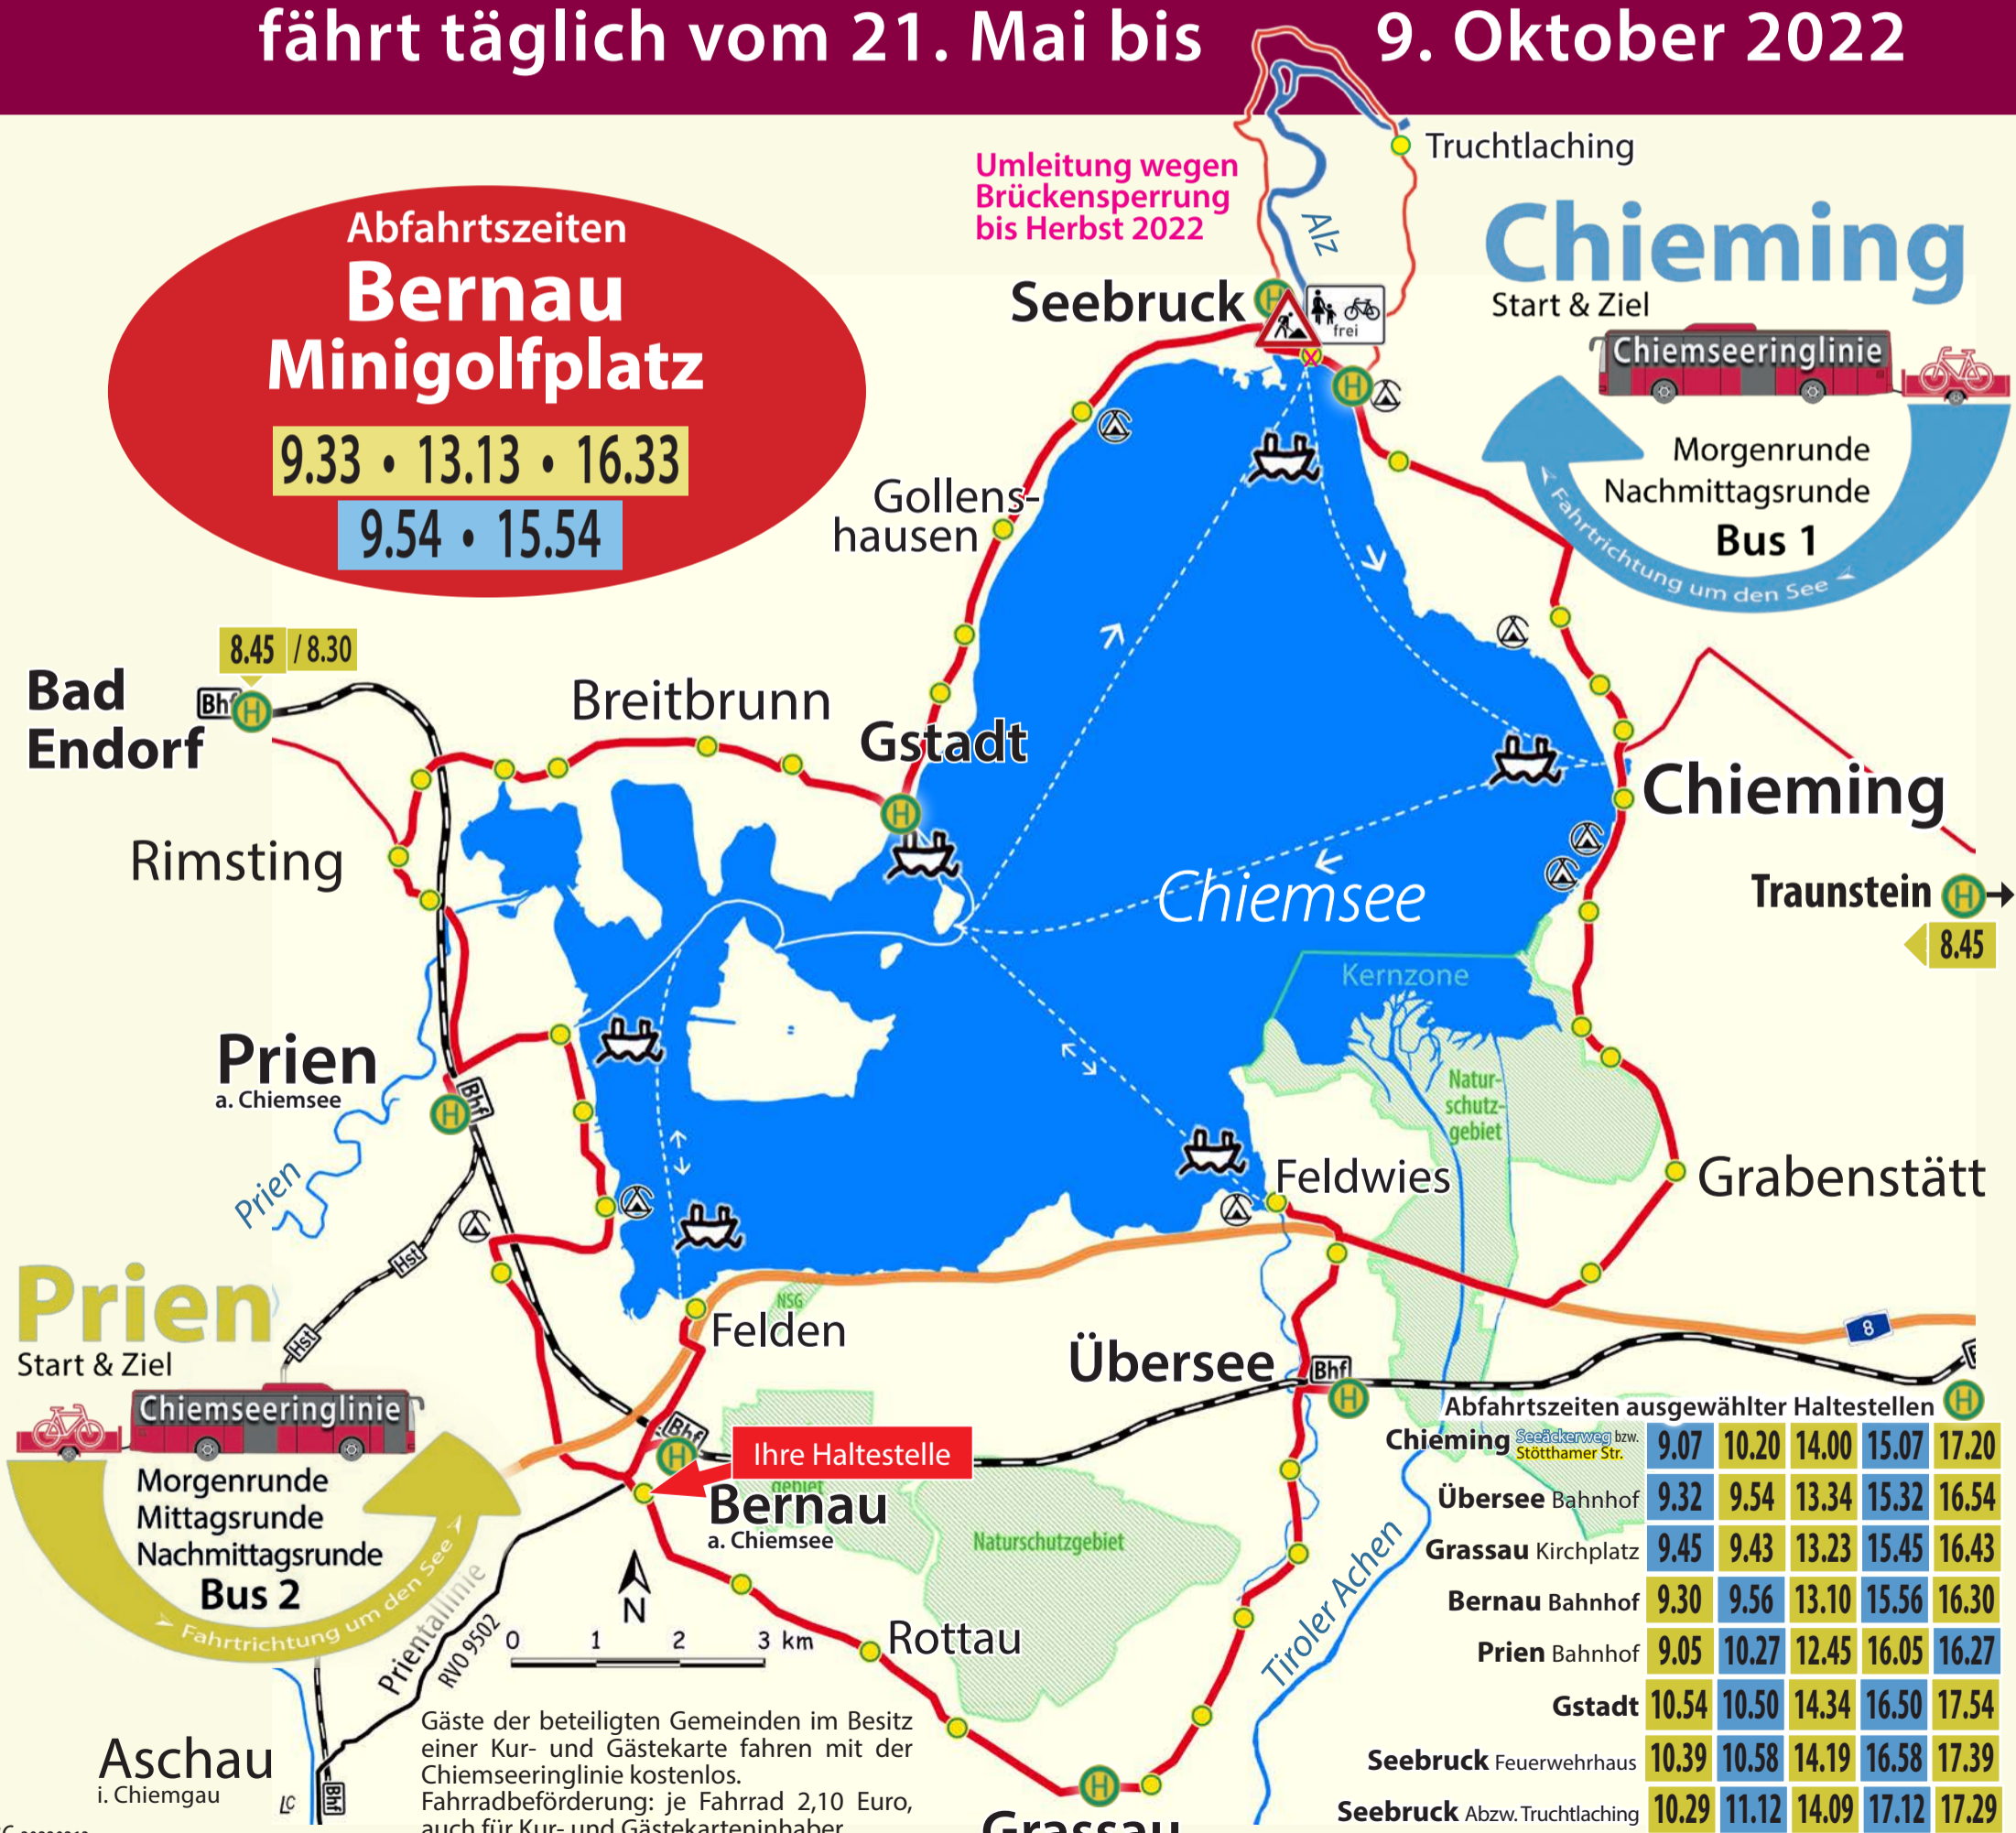 fährt täglich vom 21. Mai bis 9. Oktober 2022
Truchtlaching
Umleitung wegen
Brückensperrung
bis Herbst 2022
Alz
Abfahrtszeiten
Bernau
Minigolfplatz
9.33 • 13.13 • 16.33
9.54 • 15.54
Seebruck
H
frei
H
Chieming
Start & Ziel
Chiemseeringlinie
Morgenrunde
Nachmittagsrunde
Bus 1
Fahrtrichtung um den See
Gollens-
hausen
8.45 / 8.30
Bad
Endorf
Bhf
H
Breitbrunn
Gstadt
H
Rimsting
Chieming
Chiemsee
Traunstein H
8.45
Kernzone
Natur-
schutz-
gebiet
Prien
a. Chiemsee
Bhf
H
Prien
Hst
Hst
Feldwies
Grabenstätt
NSG
Felden
Übersee
Bhf
H
8
Prien
Start & Ziel
Chiemseeringlinie
Morgenrunde
Mittagsrunde
Nachmittagsrunde
Bus 2
Fahrtrichtung um den See
Bhf
H
Ihre Haltestelle
gebiet
Bernau
a. Chiemsee
Naturschutzgebiet
N
0 1 2 3 km
Rottau
Prientallinie
RVO 9502
Tiroler Achen
Aschau
i. Chiemgau
LC
Bhf
Gäste der beteiligten Gemeinden im Besitz
einer Kur- und Gästekarte fahren mit der
Chiemseeringlinie kostenlos.
Fahrradbeförderung: je Fahrrad 2,10 Euro,
auch für Kur- und Gästekarteninhaber
H
Grassau
Abfahrtszeiten ausgewählter Haltestellen H
Chieming Seeäckerweg bzw. Stötthamer Str. 9.07 10.20 14.00 15.07 17.20
Übersee Bahnhof 9.32 9.54 13.34 15.32 16.54
Grassau Kirchplatz 9.45 9.43 13.23 15.45 16.43
Bernau Bahnhof 9.30 9.56 13.10 15.56 16.30
Prien Bahnhof 9.05 10.27 12.45 16.05 16.27
Gstadt 10.54 10.50 14.34 16.50 17.54
Seebruck Feuerwehrhaus 10.39 10.58 14.19 16.58 17.39
Seebruck Abzw. Truchtlaching 10.29 11.12 14.09 17.12 17.29